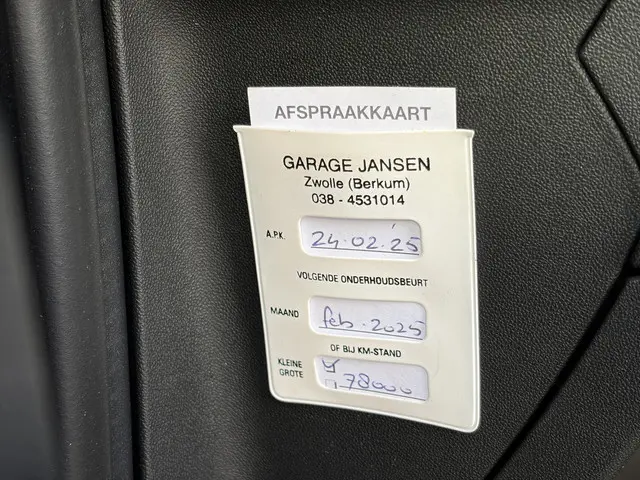 AFSPRAAKKAART
GARAGE JANSEN
Zwolle (Berkum)
038 - 4531014
A.P.K. 24.02.'25
VOLGENDE ONDERHOUDSBEURT
MAAND feb. 2025
OF BIJ KM-STAND
KLEINE
GROTE 78000